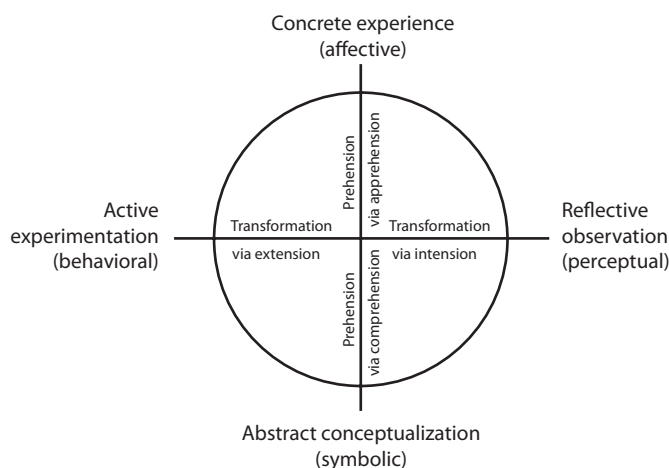 Concrete experience
(affective)
Prehension
via apprehension
Active
experimentation
(behavioral)
Transformation
via extension
Transformation
via intension
Reflective
observation
(perceptual)
Prehension
via comprehension
Abstract conceptualization
(symbolic)